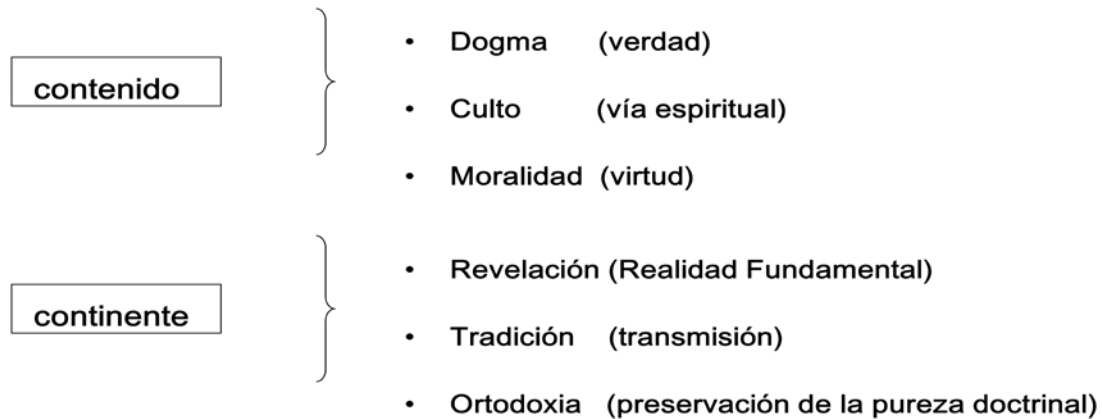 • Dogma (verdad)
contenido
• Culto (vía espiritual)
• Moralidad (virtud)
• Revelación (Realidad Fundamental)
continente
• Tradición (transmisión)
• Ortodoxia (preservación de la pureza doctrinal)